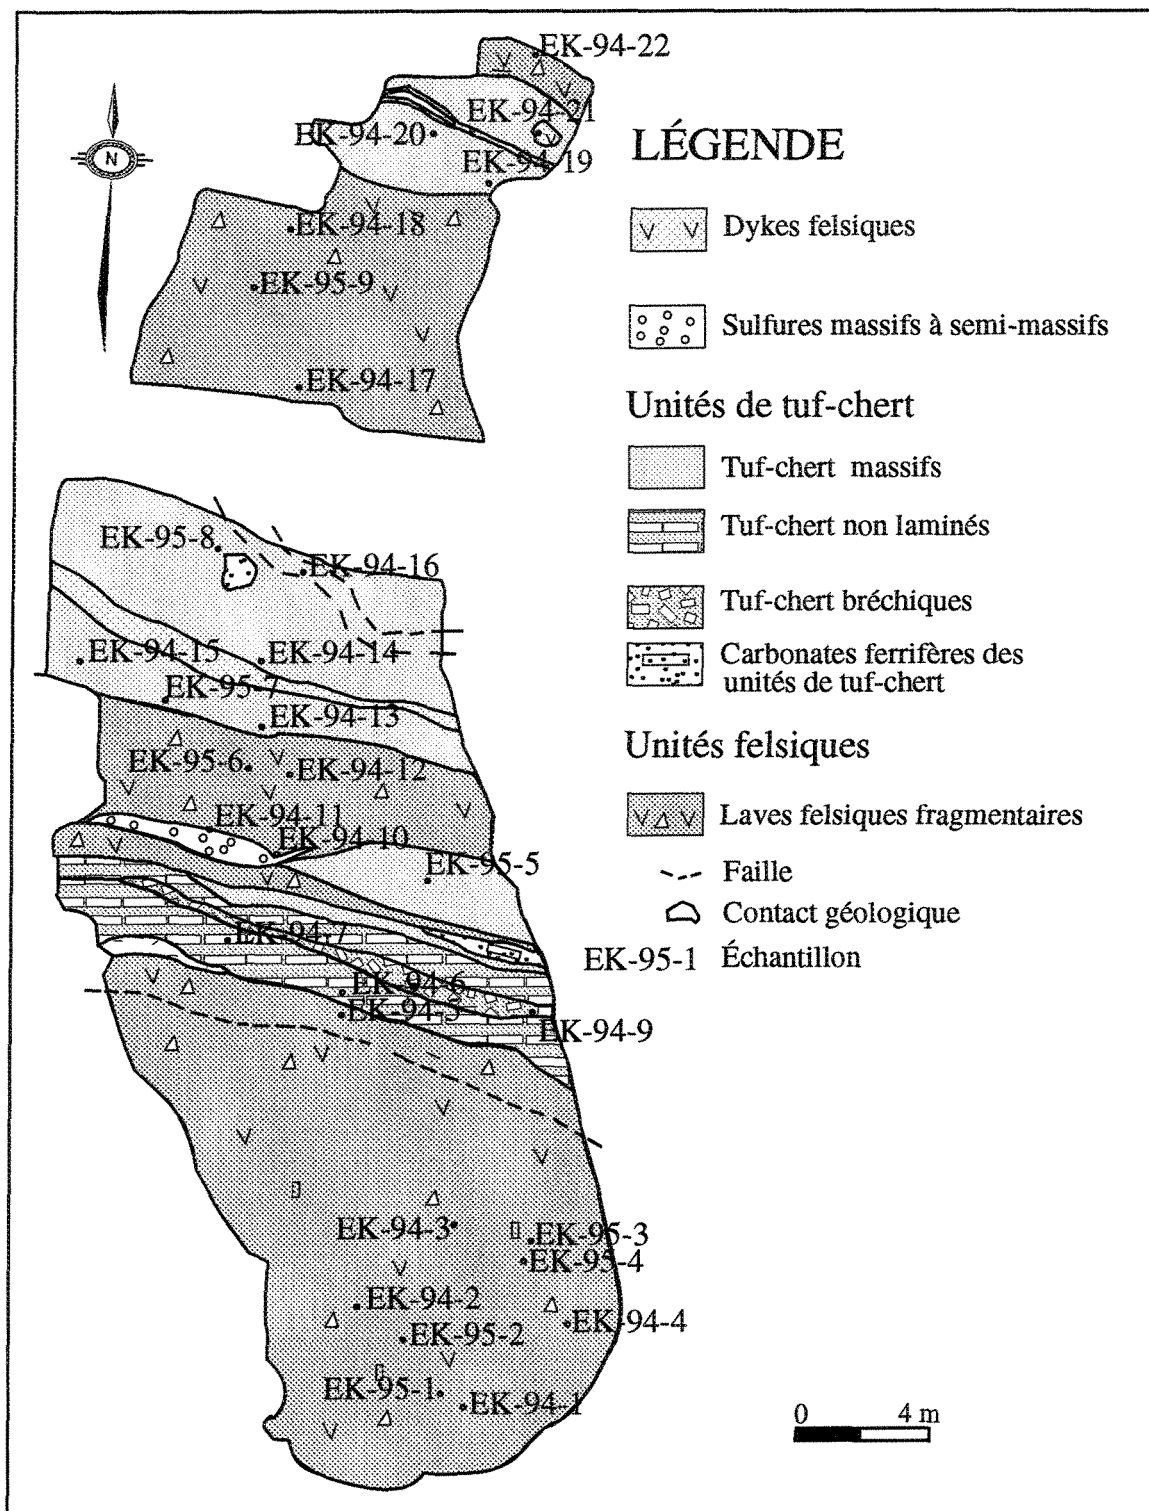 EK-94-22
EK-94-21
EK-94-20
EK-94-19
N
EK-94-18
EK-95-9
EK-94-17
EK-95-8
EK-94-16
EK-94-15
EK-94-14
EK-95-7
EK-94-13
EK-95-6
EK-94-12
EK-94-11
EK-94-10
EK-95-5
EK-94-7
EK-94-6
EK-94-5
EK-94-9
EK-94-3
EK-95-3
EK-95-4
EK-94-2
EK-94-4
EK-95-2
EK-95-1
EK-94-1
LÉGENDE
Dykes felsiques
Sulfures massifs à semi-massifs
Unités de tuf-chert
Tuf-chert massifs
Tuf-chert non laminés
Tuf-chert bréchiques
Carbonates ferrifères des
unités de tuf-chert
Unités felsiques
Laves felsiques fragmentaires
Faille
Contact géologique
EK-95-1 Échantillon
0 4 m